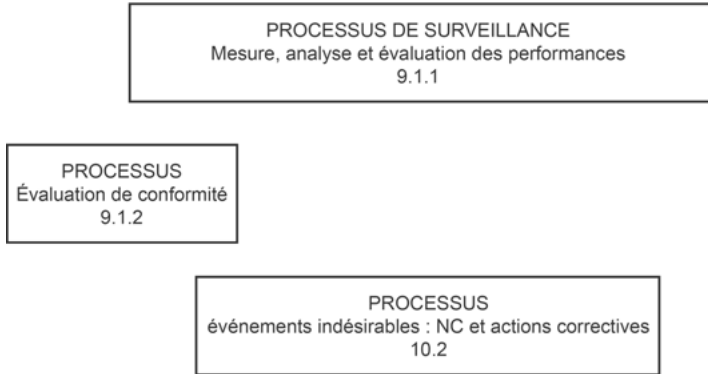 PROCESSUS DE SURVEILLANCE
Mesure, analyse et évaluation des performances
9.1.1
PROCESSUS
Évaluation de conformité
9.1.2
PROCESSUS
événements indésirables : NC et actions correctives
10.2